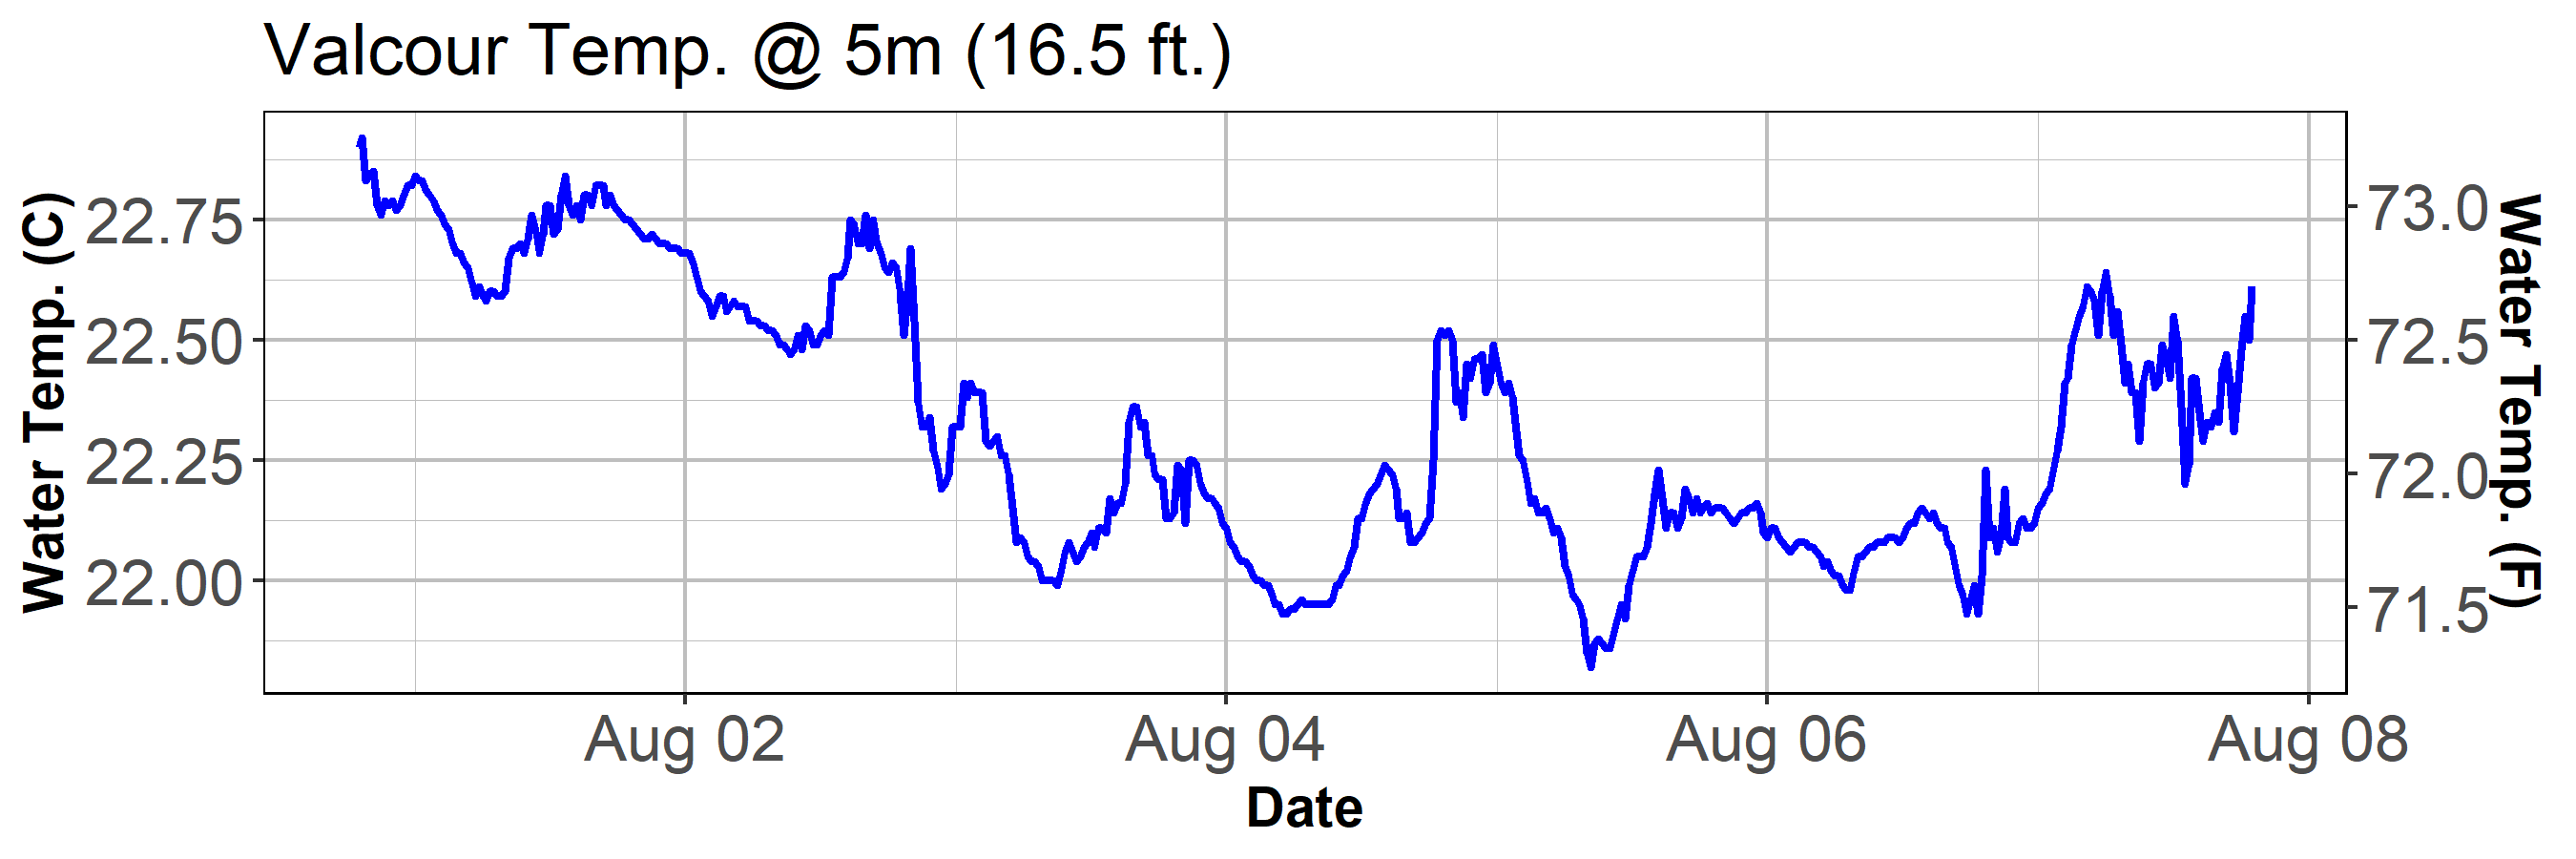 Valcour Temp. @ 5m (16.5 ft.)
Water Temp. (C)
22.75
22.50
22.25
22.00
73.0
72.5
72.0
71.5
Water Temp. (F)
Aug 02
Aug 04
Aug 06
Aug 08
Date